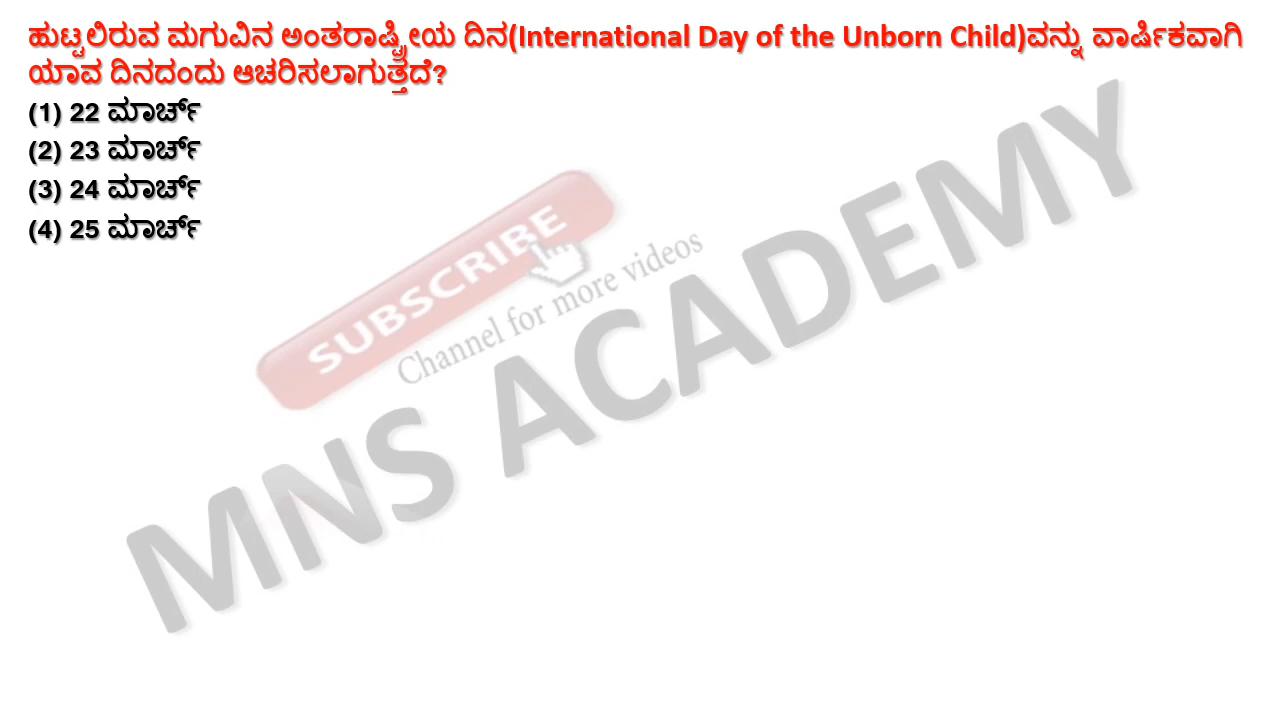 ಹುಟ್ಟಲಿರುವ ಮಗುವಿನ ಅಂತರಾಷ್ಟ್ರೀಯ ದಿನ(International Day of the Unborn Child)ವನ್ನು ವಾರ್ಷಿಕವಾಗಿ
ಯಾವ ದಿನದಂದು ಆಚರಿಸಲಾಗುತ್ತದೆ?
(1) 22 ಮಾರ್ಚ್
(2) 23 ಮಾರ್ಚ್
(3) 24 ಮಾರ್ಚ್
(4) 25 ಮಾರ್ಚ್
SUBSCRIBE
Channel for more videos
MNS ACADEMY